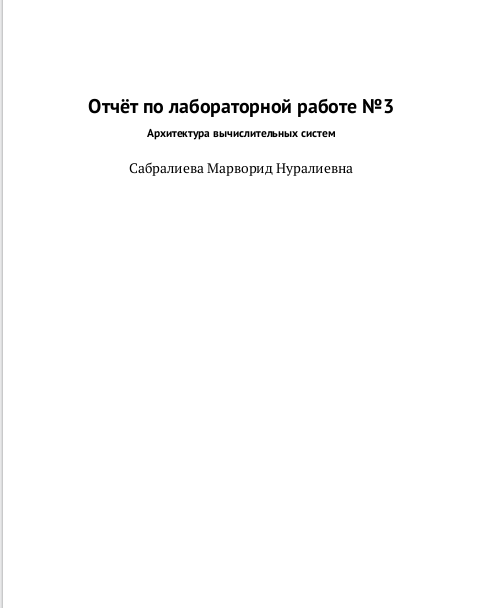 Отчёт по лабораторной работе №3
Архитектура вычислительных систем
Сабралиева Марворид Нуралиевна